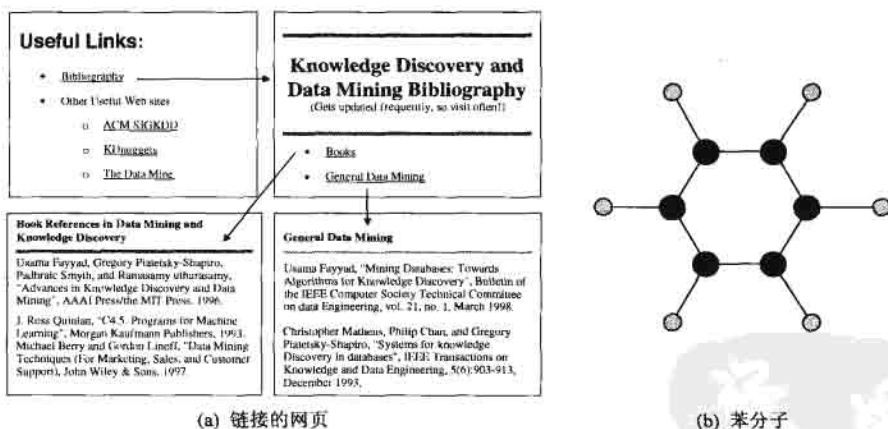 Useful Links:
• Bibliography
• Other Useful Web sites
o ACM SIGKDD
o KDnuggets
o The Data Mine
Knowledge Discovery and
Data Mining Bibliography
(Gets updated frequently, so visit often!)
• Books
• General Data Mining
Book References in Data Mining and
Knowledge Discovery
Usama Fayyad, Gregory Piatetsky-Shapiro,
Padhraic Smyth, and Ramasamy uthurasamy,
"Advances in Knowledge Discovery and Data
Mining", AAAI Press/the MIT Press. 1996.
J. Ross Quinlan, "C4.5. Programs for Machine
Learning", Morgan Kaufmann Publishers, 1993.
Michael Berry and Gordon Linoff, "Data Mining
Techniques (For Marketing, Sales, and Customer
Support), John Wiley & Sons. 1997
General Data Mining
Usama Fayyad, "Mining Databases: Towards
Algorithms for Knowledge Discovery", Bulletin of
the IEEE Computer Society Technical Committee
on data Engineering, vol. 21, no. 1, March 1998.
Christopher Matheus, Philip Chan, and Gregory
Piatetsky-Shapiro, "Systems for knowledge
Discovery in databases", IEEE Transactions on
Knowledge and Data Engineering, 5(6):903-913,
December 1993,
(a) 链接的网页
(b) 苯分子